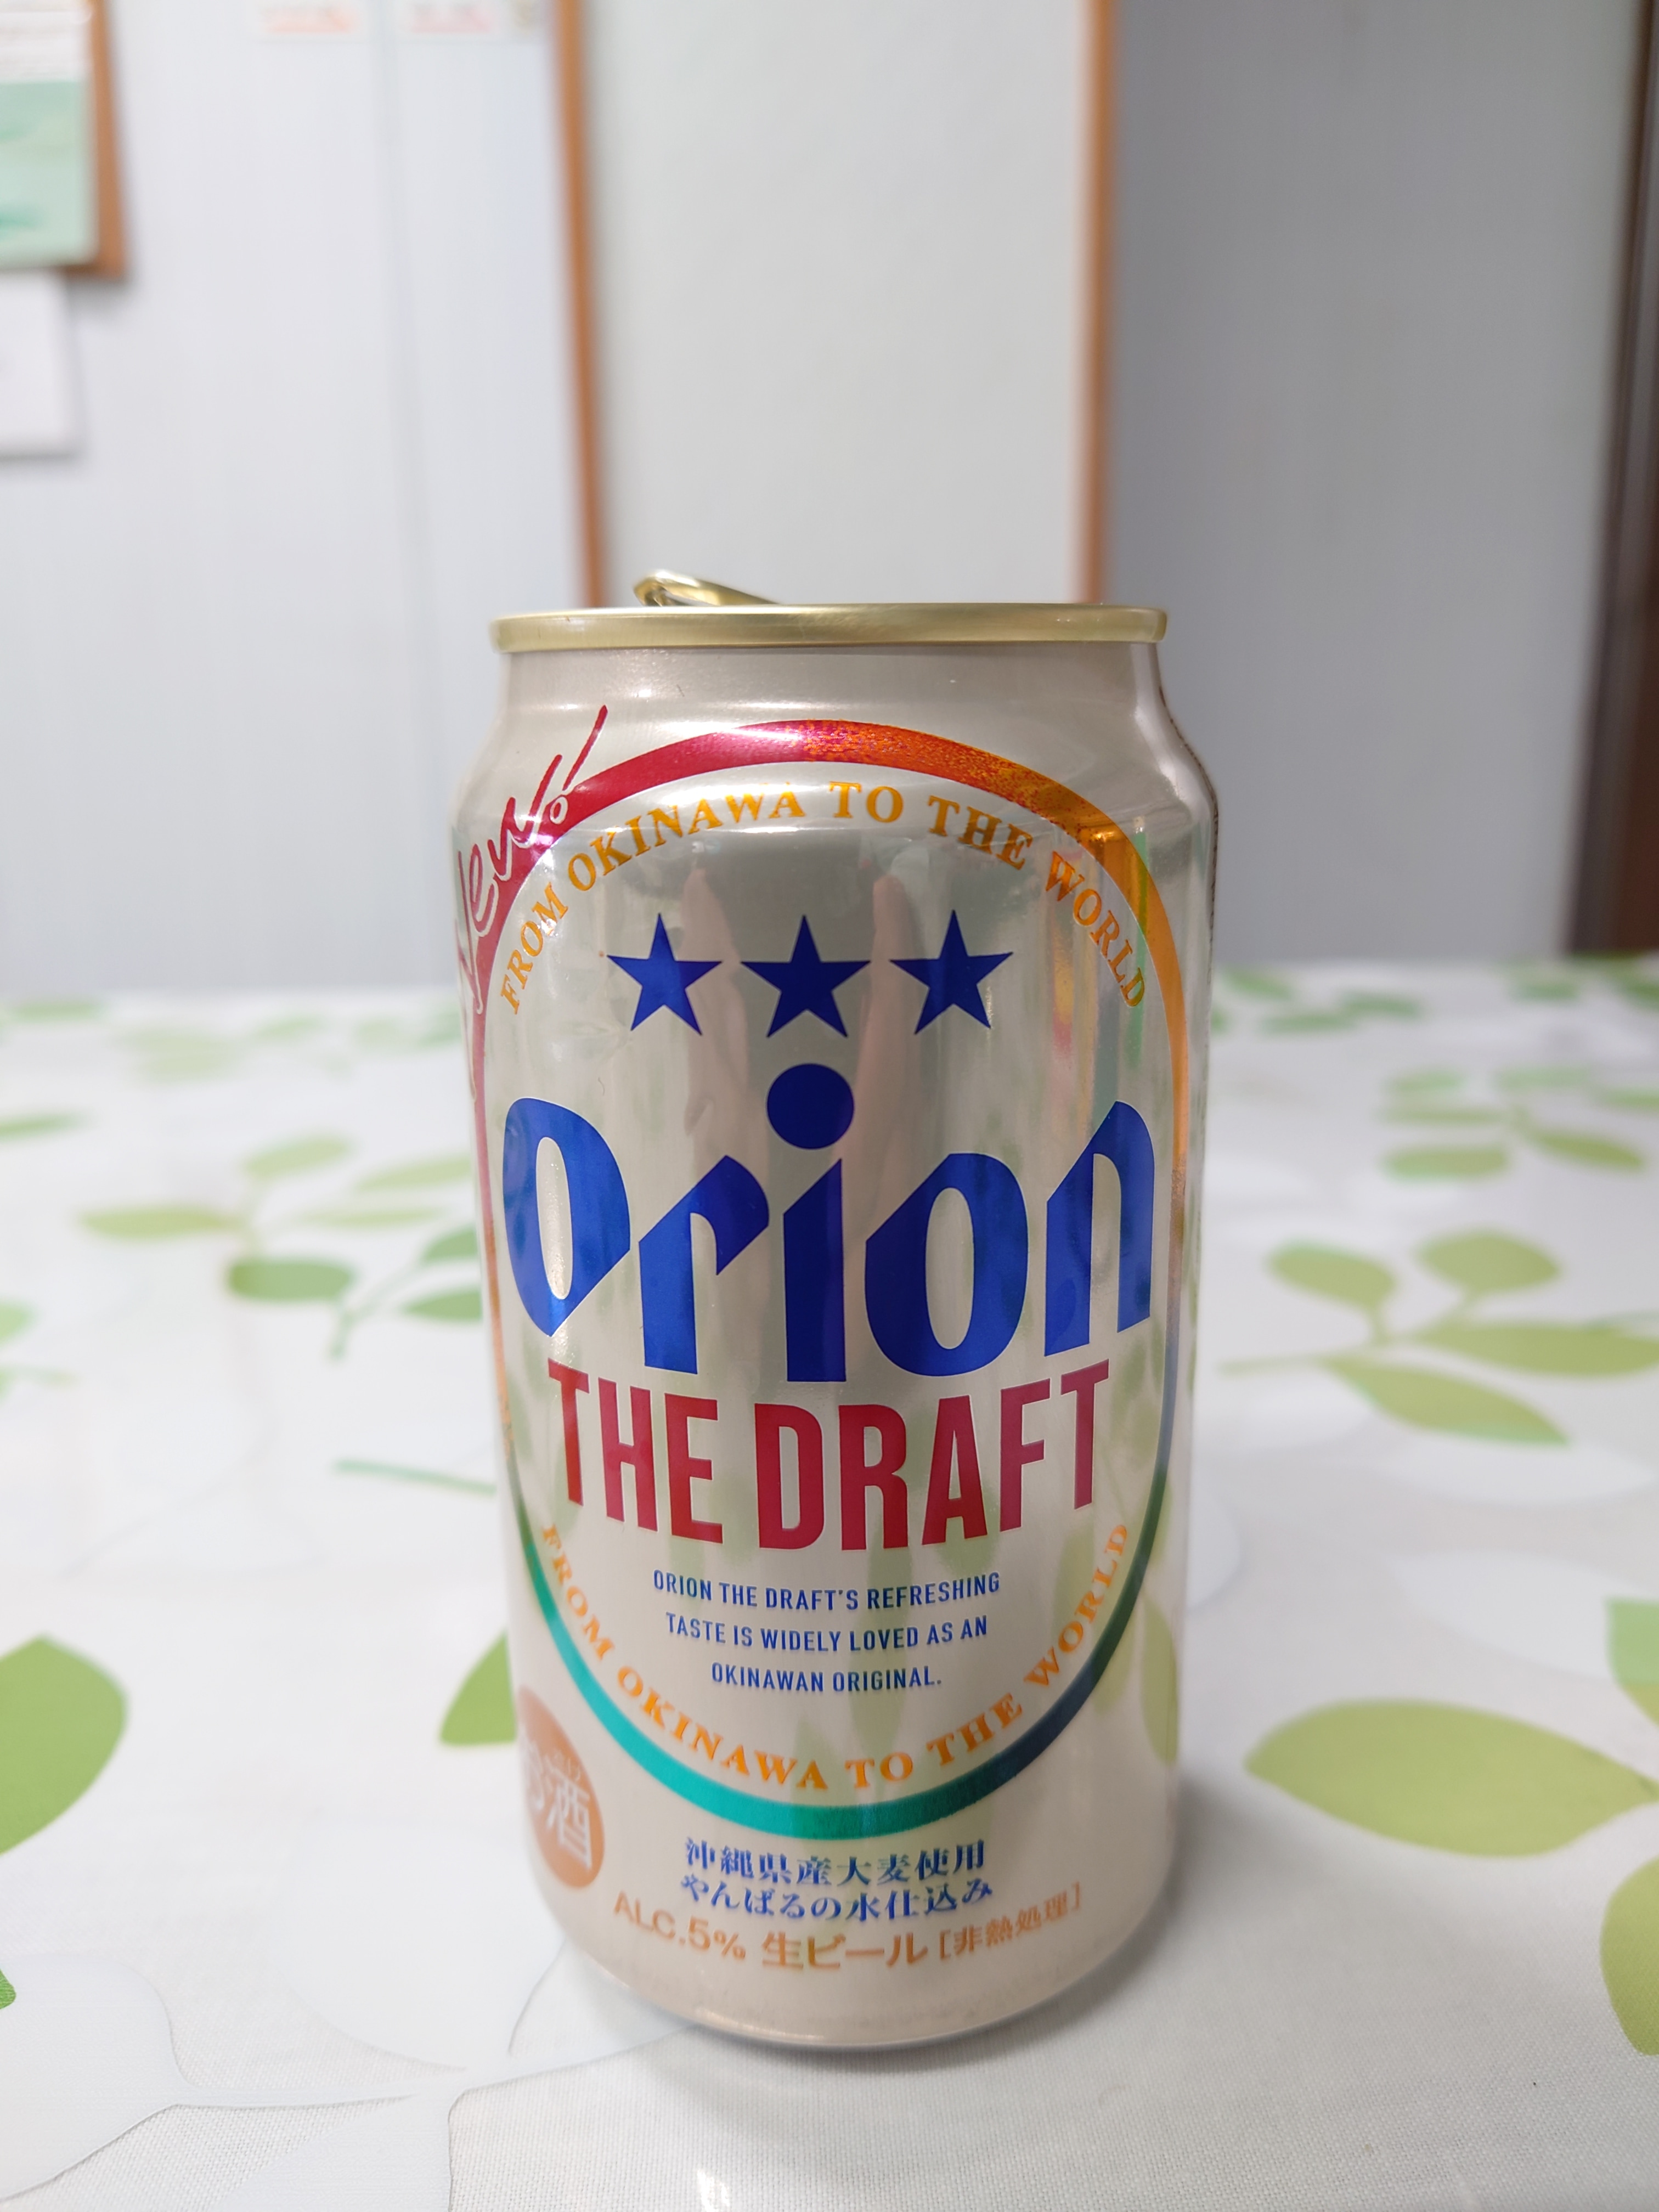 New!!
FROM OKINAWA TO THE WORLD
Orion
THE DRAFT
ORION THE DRAFT'S REFRESHING
TASTE IS WIDELY LOVED AS AN
OKINAWAN ORIGINAL.
FROM OKINAWA TO THE WORLD
お酒
沖縄県産大麦使用
やんばるの水仕込み
ALC.5% 生ビール [非熱処理]